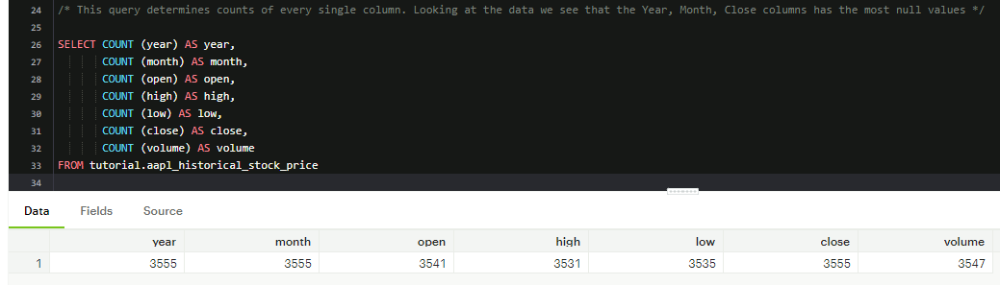 24 /* This query determines counts of every single column. Looking at the data we see that the Year, Month, Close columns has the most null values */
25
26 SELECT COUNT (year) AS year,
27 COUNT (month) AS month,
28 COUNT (open) AS open,
29 COUNT (high) AS high,
30 COUNT (low) AS low,
31 COUNT (close) AS close,
32 COUNT (volume) AS volume
33 FROM tutorial.aapl_historical_stock_price
34
Data Fields Source
year month open high low close volume
1 3555 3555 3541 3531 3535 3555 3547